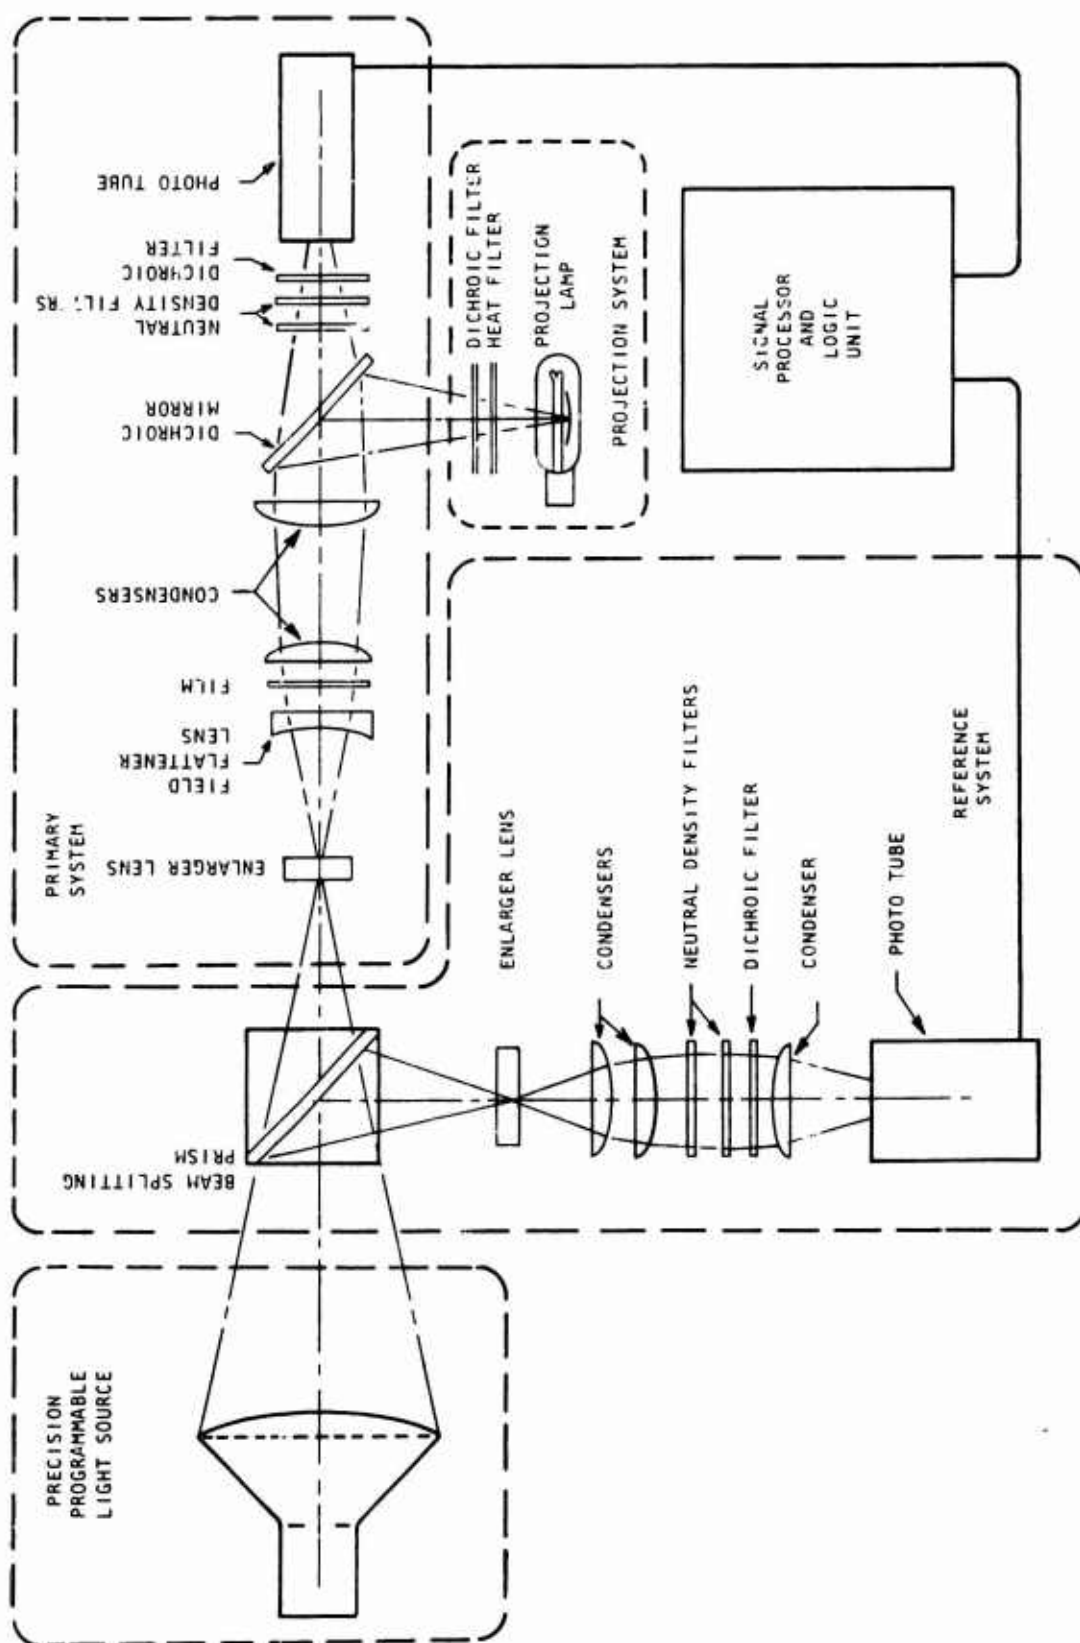 PRECISION
PROGRAMMABLE
LIGHT SOURCE
BEAM SPLITTING
PRISM
PRIMARY
SYSTEM
ENLARGER LENS
FIELD
FLATTENER
LENS
FILM
CONDENSERS
DICHROIC
MIRROR
NEUTRAL
DENSITY
DICHROIC
FILTER
PHOTO TUBE
DICHROIC FILTER
HEAT FILTER
PROJECTION
LAMP
PROJECTION SYSTEM
ENLARGER LENS
CONDENSERS
NEUTRAL DENSITY FILTERS
DICHROIC FILTER
CONDENSER
PHOTO TUBE
REFERENCE
SYSTEM
SIGNAL
PROCESSOR
AND
LOGIC
UNIT